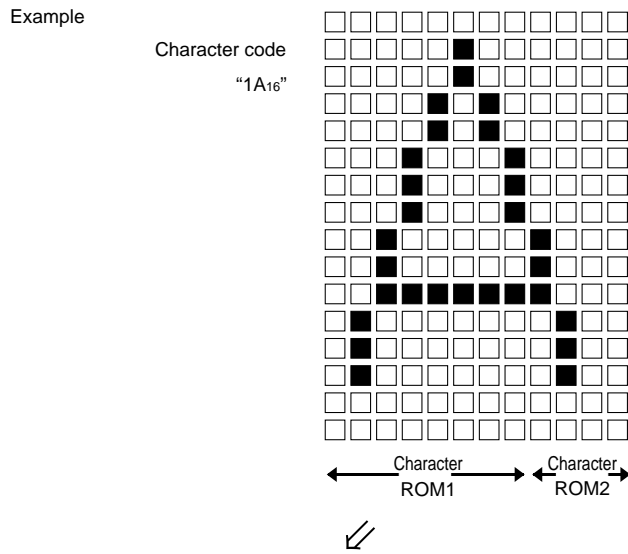 Example
Character code
“1A16”
Character Character
ROM1 ROM2